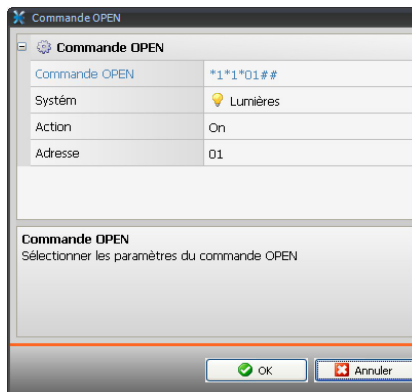 Commande OPEN
Commande OPEN
Commande OPEN *1*1*01##
Systém Lumières
Action On
Adresse 01
Commande OPEN
Sélectionner les paramètres du commande OPEN
OK Annuler